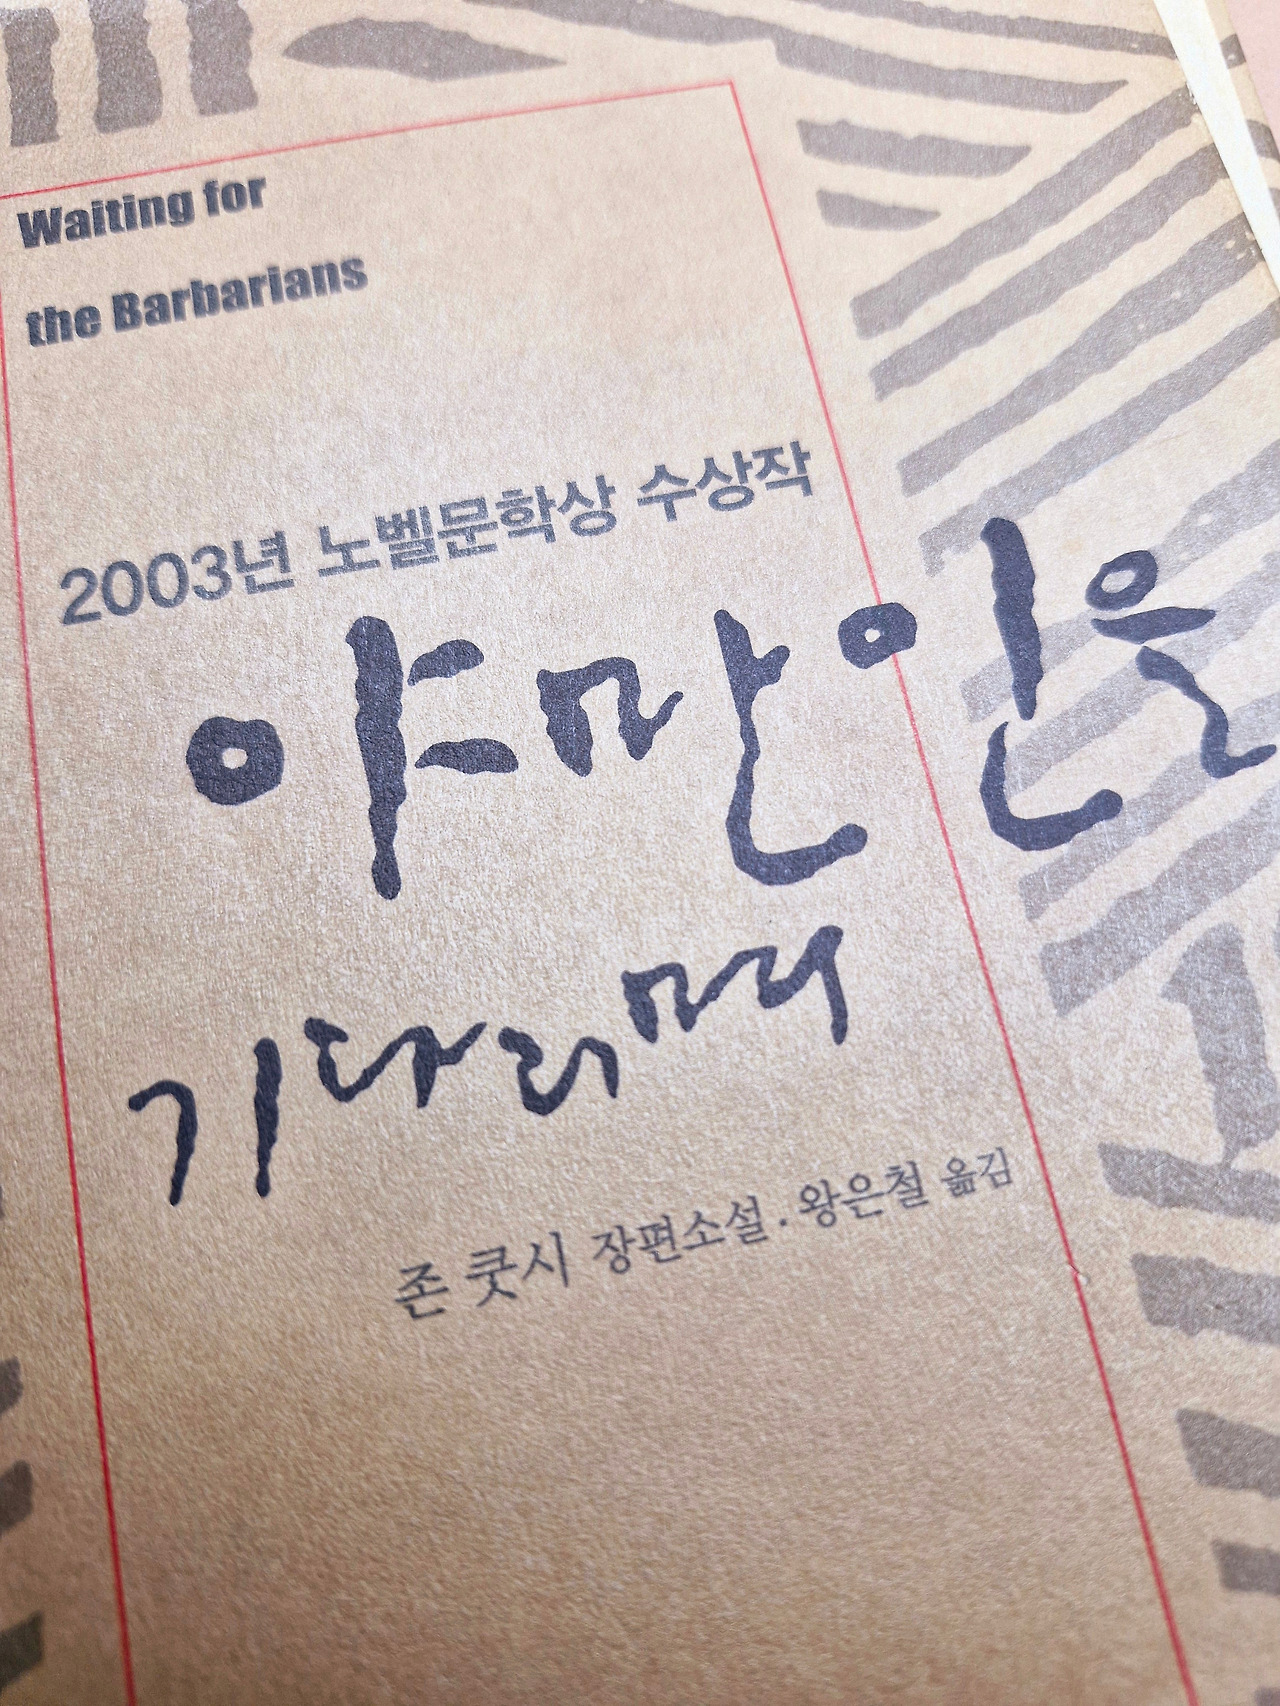 Waiting for
the Barbarians
2003년 노벨문학상 수상작
야만인을
기다리며
존 쿳시 장편소설·왕은철 옮김